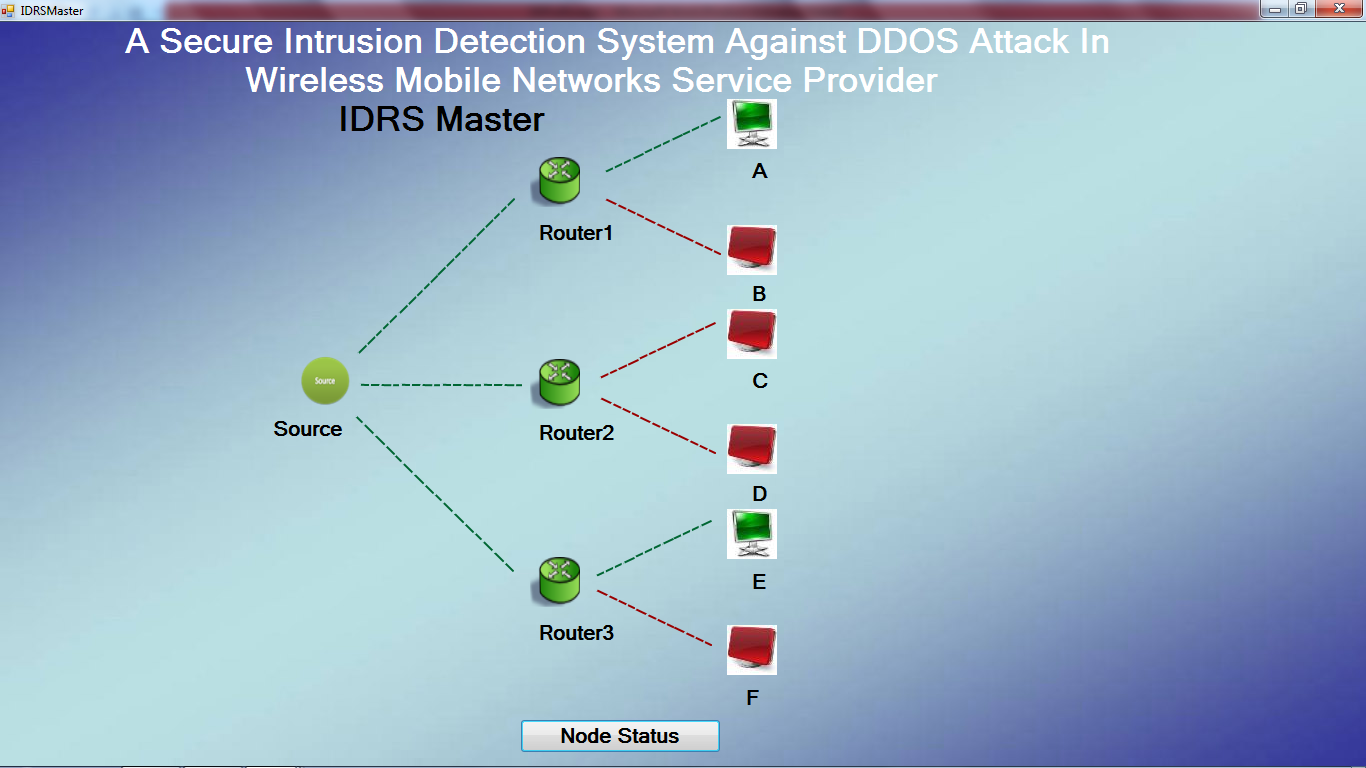 IDRSMaster
A Secure Intrusion Detection System Against DDOS Attack In
Wireless Mobile Networks Service Provider
IDRS Master
A
Router1
B
C
Source
Source
Router2
D
E
Router3
F
Node Status